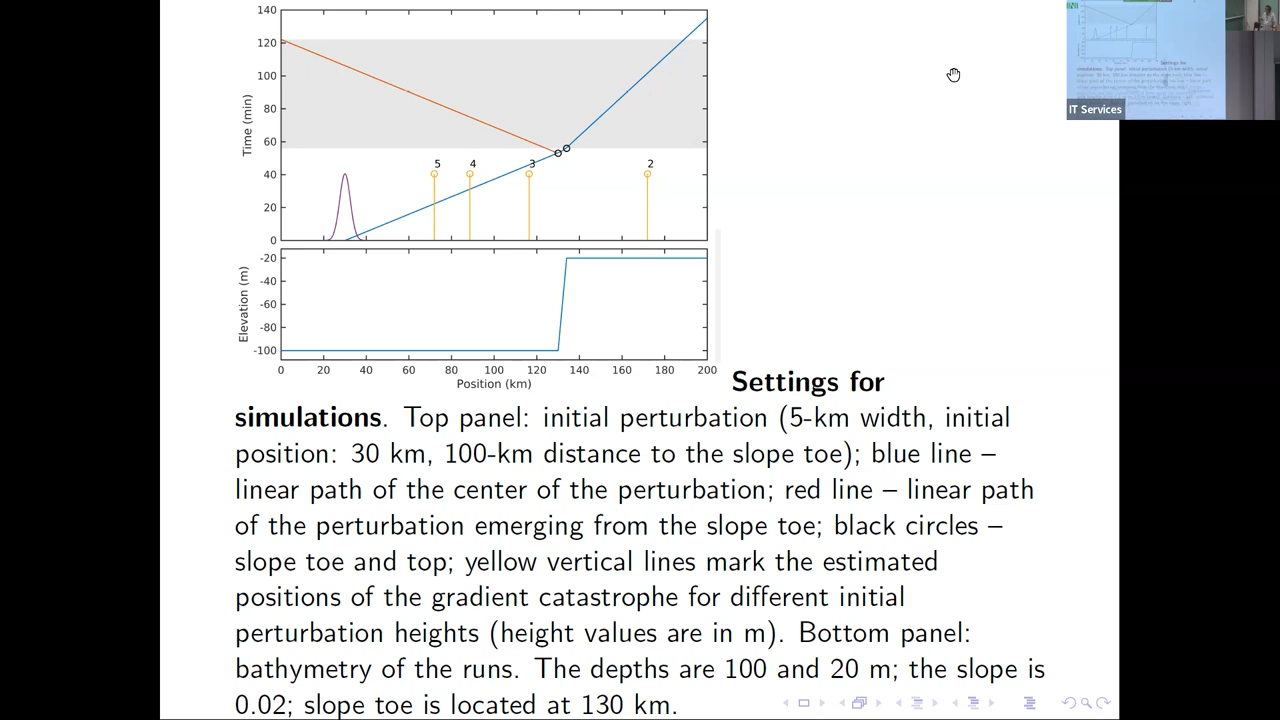 140
120
100
80
60
40
20
0
Time (min)
5 4 3 2
-20
-40
-60
-80
-100
Elevation (m)
0 20 40 60 80 100 120 140 160 180 200
Position (km)
IT Services
Settings for
simulations. Top panel: initial perturbation (5-km width, initial
position: 30 km, 100-km distance to the slope toe); blue line –
linear path of the center of the perturbation; red line – linear path
of the perturbation emerging from the slope toe; black circles –
slope toe and top; yellow vertical lines mark the estimated
positions of the gradient catastrophe for different initial
perturbation heights (height values are in m). Bottom panel:
bathymetry of the runs. The depths are 100 and 20 m; the slope is
0.02; slope toe is located at 130 km.